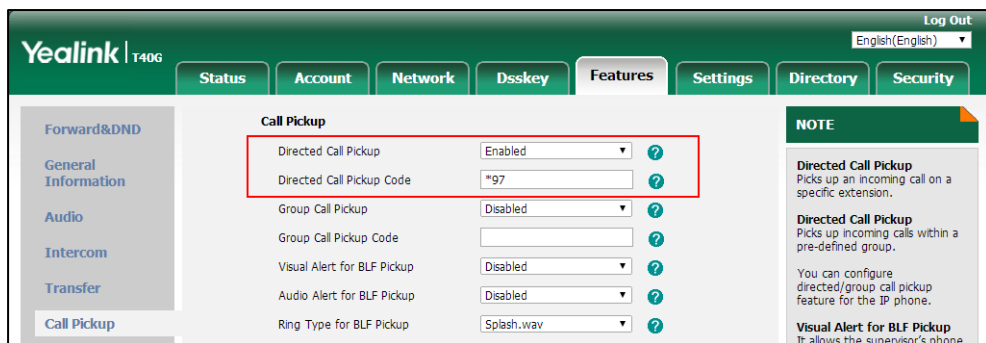 Log Out
Yealink | T40G
English(English)
Status Account Network Dsskey Features Settings Directory Security
Forward&DND
General
Information
Audio
Intercom
Transfer
Call Pickup
Call Pickup
Directed Call Pickup Enabled
Directed Call Pickup Code *97
Group Call Pickup Disabled
Group Call Pickup Code
Visual Alert for BLF Pickup Disabled
Audio Alert for BLF Pickup Disabled
Ring Type for BLF Pickup Splash.wav
NOTE
Directed Call Pickup
Picks up an incoming call on a
specific extension.
Directed Call Pickup
Picks up incoming calls within a
pre-defined group.
You can configure
directed/group call pickup
feature for the IP phone.
Visual Alert for BLF Pickup
It allows the supervisor's phone